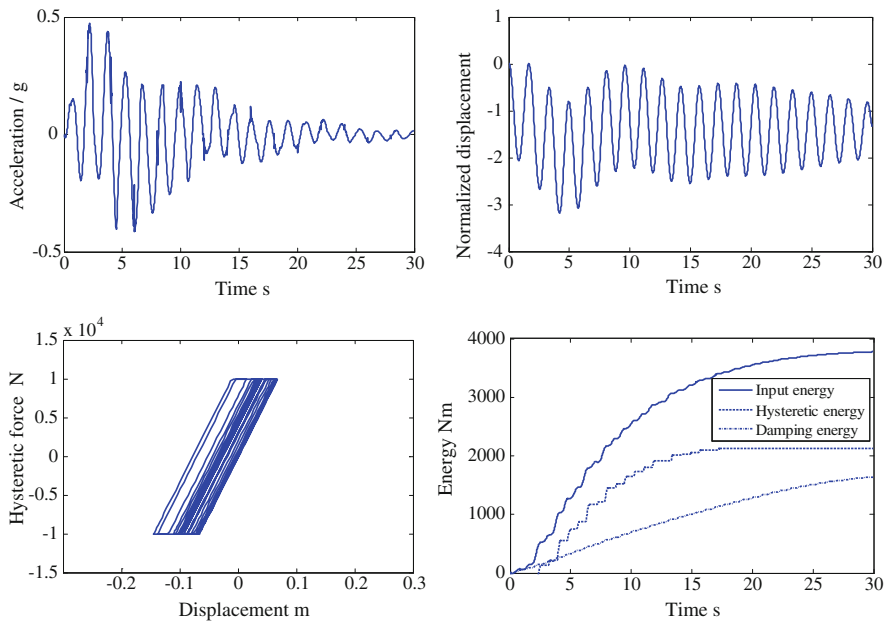 0.5
0
-0.5
Acceleration / g
0 5 10 15 20 25 30
Time s
1
0
-1
-2
-3
-4
Normalized displacement
0 5 10 15 20 25 30
Time s
x 10^4
1.5
1
0.5
0
-0.5
-1
-1.5
Hysteretic force N
-0.2 -0.1 0 0.1 0.2 0.3
Displacement m
4000
3000
2000
1000
0
Energy Nm
Input energy
Hysteretic energy
Damping energy
0 5 10 15 20 25 30
Time s